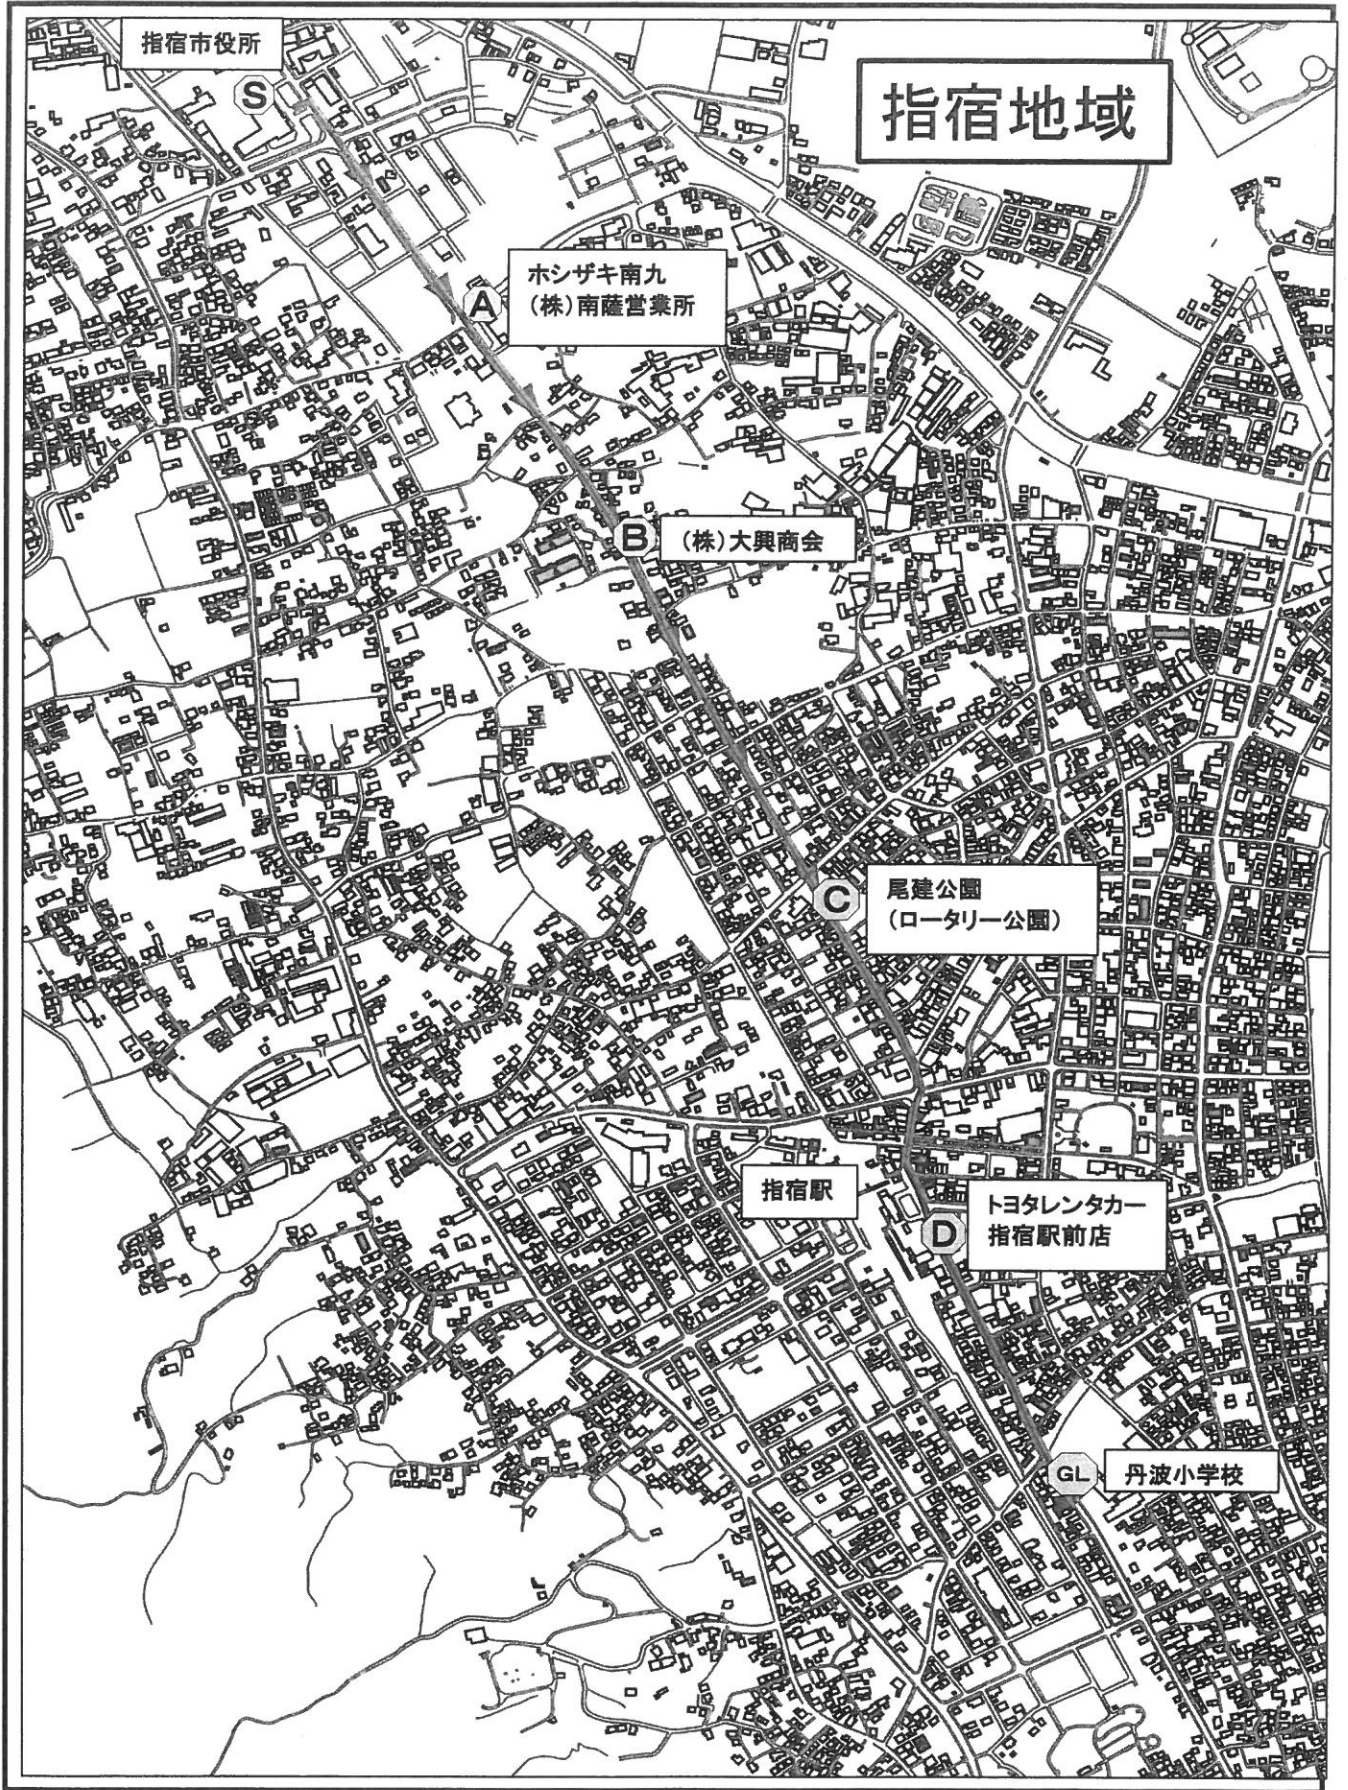 指宿市役所
S
指宿地域
ホシザキ南九
(株)南薩営業所
A
B
(株)大興商会
C
尾建公園
(ロータリー公園)
指宿駅
トヨタレンタカー
指宿駅前店
D
GL
丹波小学校